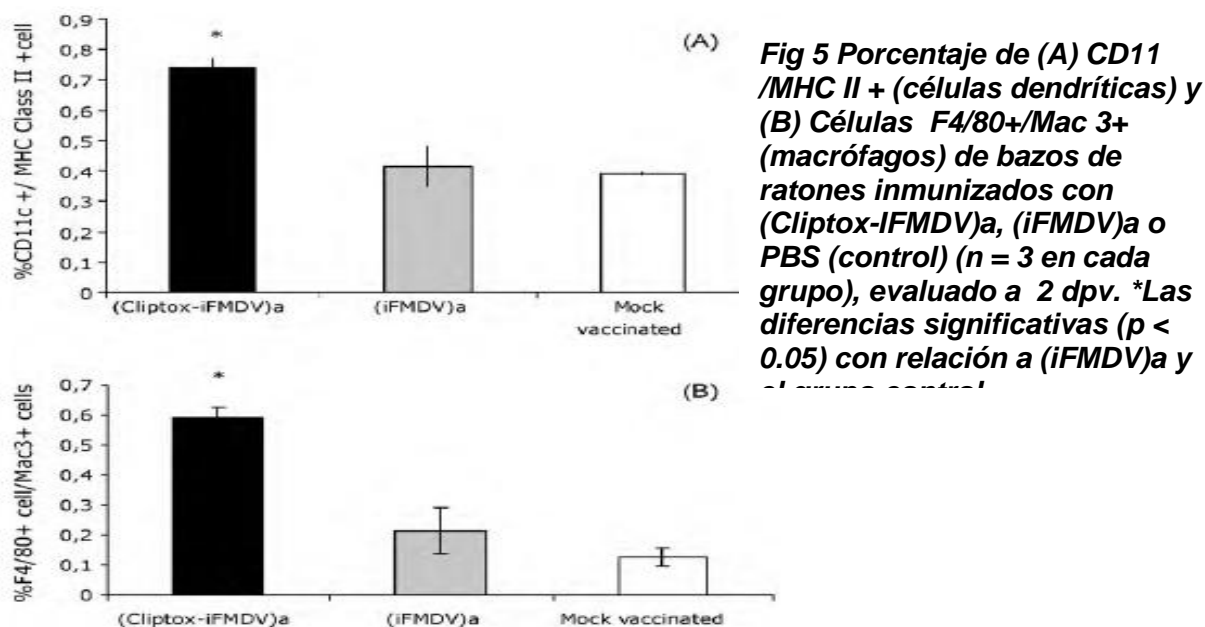 0,9
0,8
0,7
0,6
0,5
0,4
0,3
0,2
0,1
0
%CD11c +/ MHC Class II +cell
*
(A)
(Cliptox-iFMDV)a
(iFMDV)a
Mock
vaccinated
0,7
0,6
0,5
0,4
0,3
0,2
0,1
0
%F4/80+ cell/Mac3+ cells
*
(B)
(Cliptox-iFMDV)a
(iFMDV)a
Mock vaccinated
Fig 5 Porcentaje de (A) CD11
/MHC II + (células dendríticas) y
(B) Células F4/80+/Mac 3+
(macrófagos) de bazos de
ratones inmunizados con
(Cliptox-IFMDV)a, (iFMDV)a o
PBS (control) (n = 3 en cada
grupo), evaluado a 2 dpv. *Las
diferencias significativas (p <
0.05) con relación a (iFMDV)a y
el grupo control